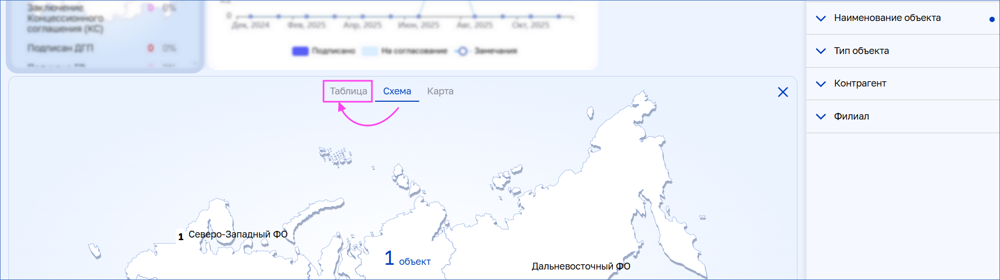 Заключение 0 0%
Концессионного
соглашения (КС)
Подписан ДГП 0 0%
0
Дек, 2024 Фев, 2025 Апр, 2025 Июн, 2025 Авг, 2025 Окт, 2025
Подписано На согласование Замечания
Таблица Схема Карта
1 Северо-Западный ФО
1 объект
Дальневосточный ФО
Наименование объекта
Тип объекта
Контрагент
Филиал